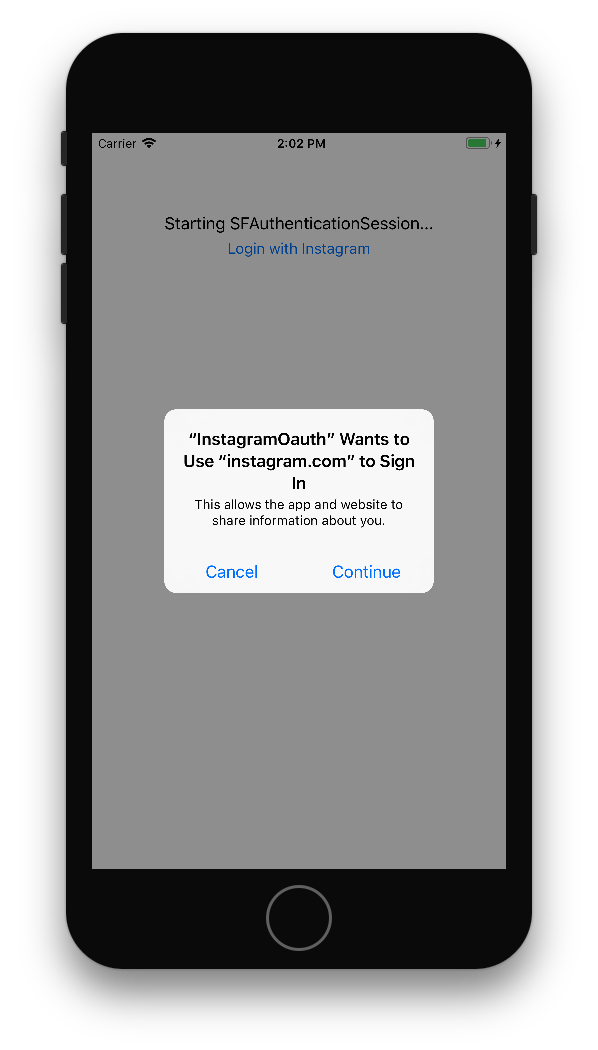 Carrier 2:02 PM
Starting SFAuthenticationSession...
Login with Instagram
“InstagramOauth” Wants to
Use “instagram.com” to Sign
In
This allows the app and website to
share information about you.
Cancel Continue